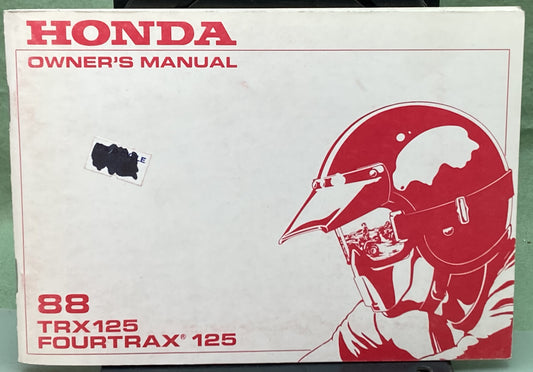 HONDA
OWNER'S MANUAL
88
TRX125
FOURTRAX® 125